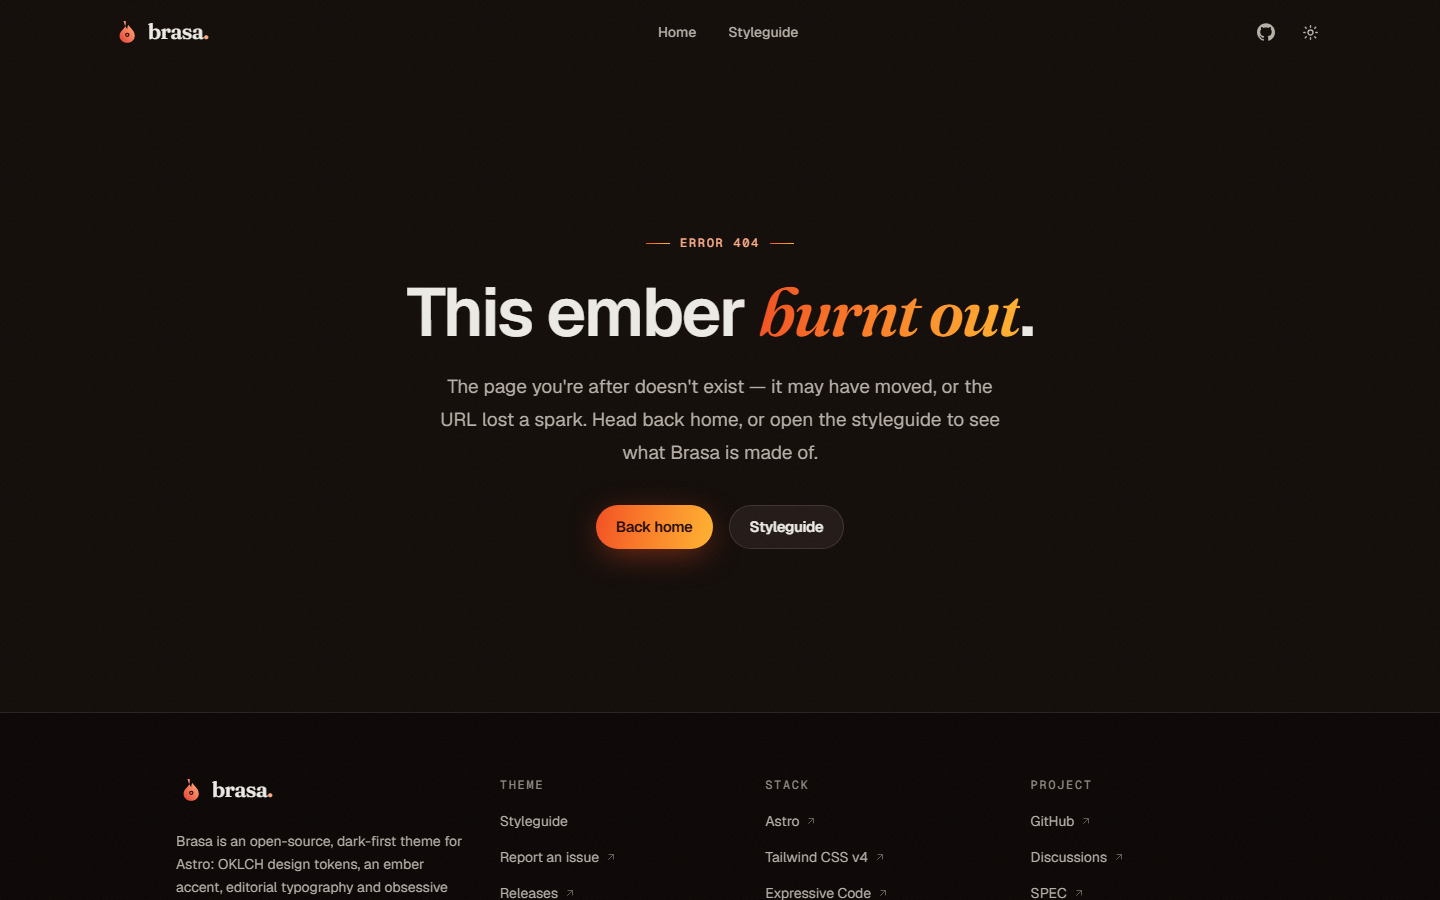 brasa.
Home
Styleguide
ERROR 404
This ember burnt out.
The page you're after doesn't exist — it may have moved, or the
URL lost a spark. Head back home, or open the styleguide to see
what Brasa is made of.
Back home
Styleguide
brasa.
Brasa is an open-source, dark-first theme for
Astro: OKLCH design tokens, an ember
accent, editorial typography and obsessive
THEME
Styleguide
Report an issue ↗
Releases ↗
STACK
Astro ↗
Tailwind CSS v4 ↗
Expressive Code ↗
PROJECT
GitHub ↗
Discussions ↗
SPEC ↗